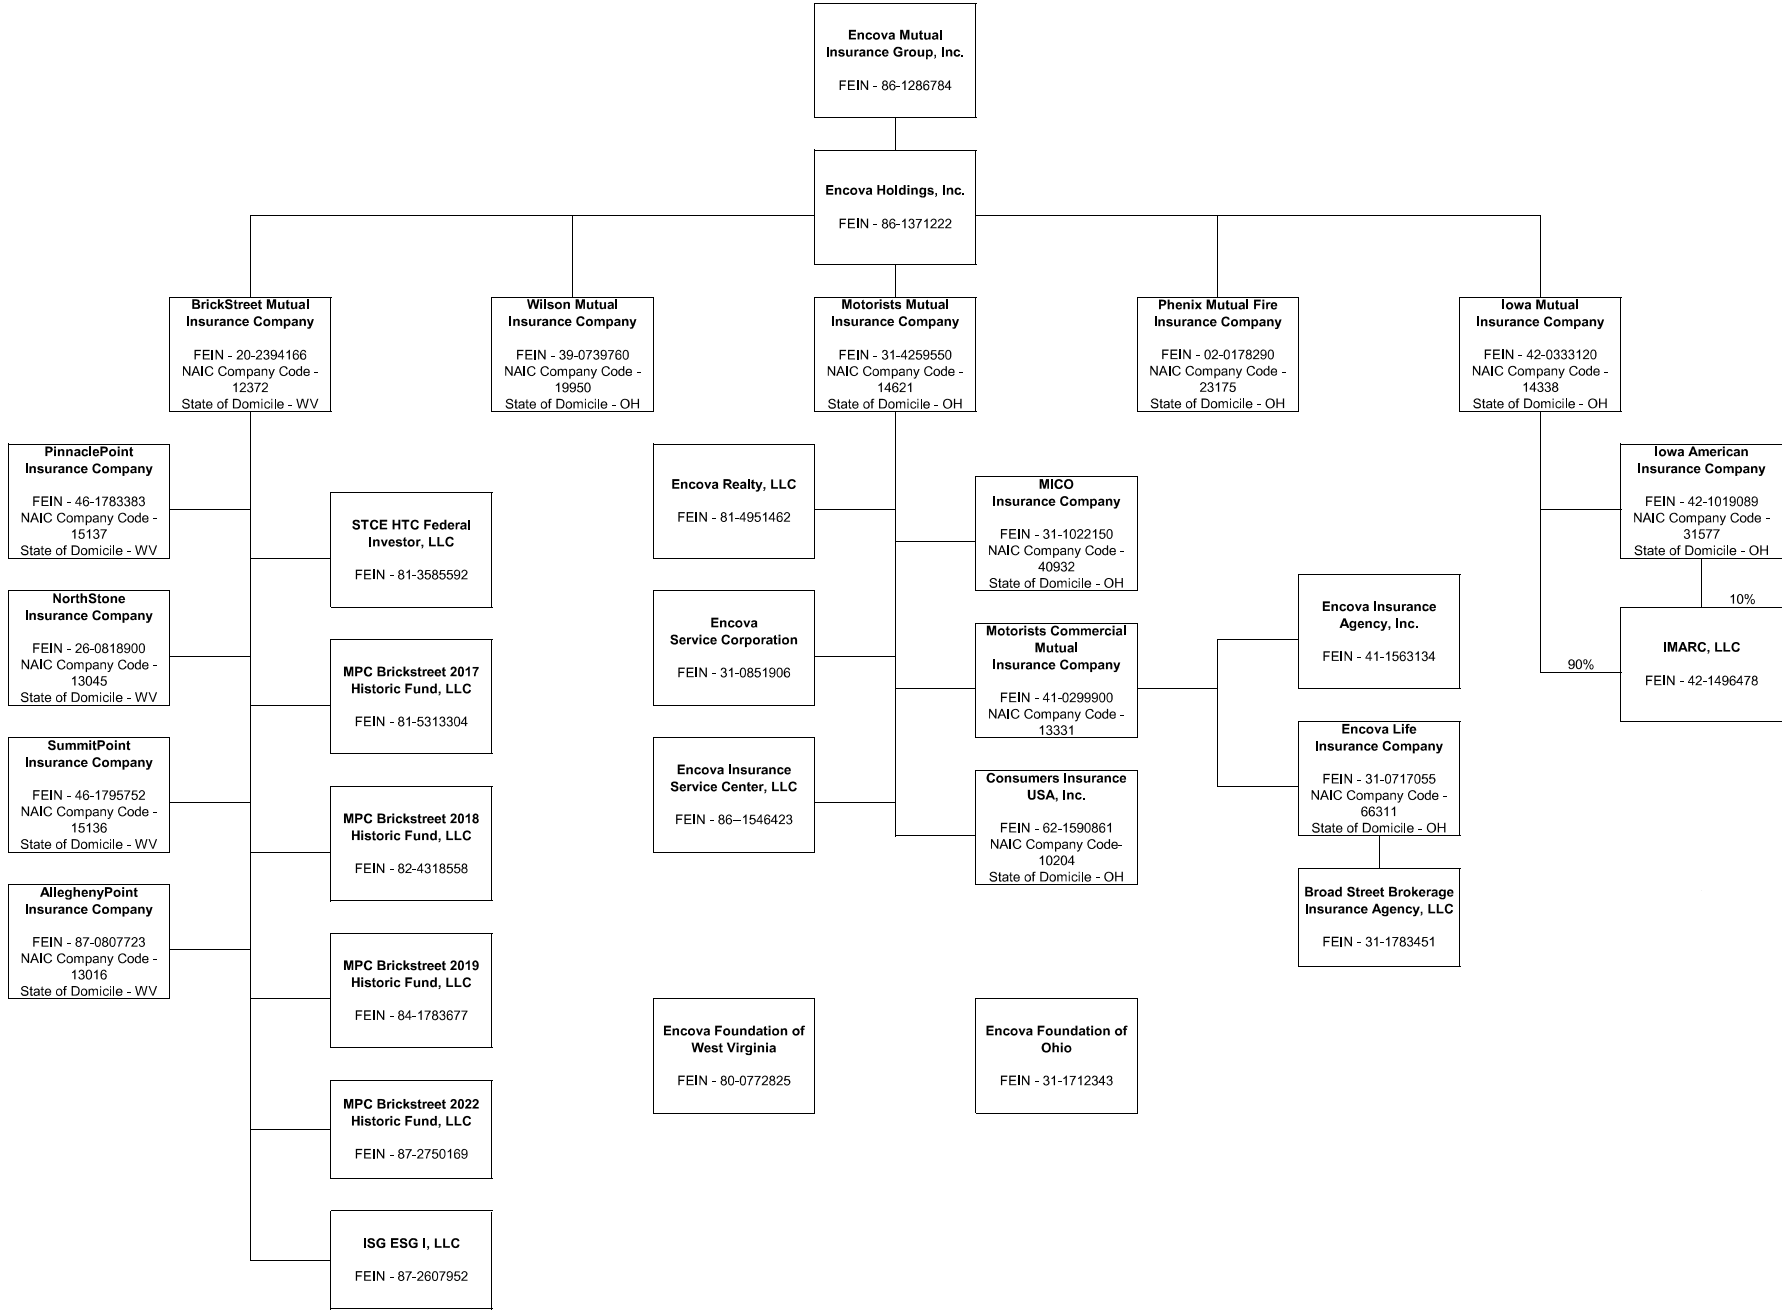 Encova Mutual
Insurance Group, Inc.
FEIN - 86-1286784
Encova Holdings, Inc.
FEIN - 86-1371222
BrickStreet Mutual
Insurance Company
FEIN - 20-2394166
NAIC Company Code -
12372
State of Domicile - WV
Wilson Mutual
Insurance Company
FEIN - 39-0739760
NAIC Company Code -
19950
State of Domicile - OH
Motorists Mutual
Insurance Company
FEIN - 31-4259550
NAIC Company Code -
14621
State of Domicile - OH
Phenix Mutual Fire
Insurance Company
FEIN - 02-0178290
NAIC Company Code -
23175
State of Domicile - OH
Iowa Mutual
Insurance Company
FEIN - 42-0333120
NAIC Company Code -
14338
State of Domicile - OH
PinnaclePoint
Insurance Company
FEIN - 46-1783383
NAIC Company Code -
15137
State of Domicile - WV
NorthStone
Insurance Company
FEIN - 26-0818900
NAIC Company Code -
13045
State of Domicile - WV
SummitPoint
Insurance Company
FEIN - 46-1795752
NAIC Company Code -
15136
State of Domicile - WV
AlleghenyPoint
Insurance Company
FEIN - 87-0807723
NAIC Company Code -
13016
State of Domicile - WV
STCE HTC Federal
Investor, LLC
FEIN - 81-3585592
MPC Brickstreet 2017
Historic Fund, LLC
FEIN - 81-5313304
MPC Brickstreet 2018
Historic Fund, LLC
FEIN - 82-4318558
MPC Brickstreet 2019
Historic Fund, LLC
FEIN - 84-1783677
MPC Brickstreet 2022
Historic Fund, LLC
FEIN - 87-2750169
ISG ESG I, LLC
FEIN - 87-2607952
Encova Realty, LLC
FEIN - 81-4951462
Encova
Service Corporation
FEIN - 31-0851906
Encova Insurance
Service Center, LLC
FEIN - 86--1546423
Encova Foundation of
West Virginia
FEIN - 80-0772825
MICO
Insurance Company
FEIN - 31-1022150
NAIC Company Code -
40932
State of Domicile - OH
Motorists Commercial
Mutual
Insurance Company
FEIN - 41-0299900
NAIC Company Code -
13331
Consumers Insurance
USA, Inc.
FEIN - 62-1590861
NAIC Company Code-
10204
State of Domicile - OH
Encova Foundation of
Ohio
FEIN - 31-1712343
Encova Insurance
Agency, Inc.
FEIN - 41-1563134
Encova Life
Insurance Company
FEIN - 31-0717055
NAIC Company Code -
66311
State of Domicile - OH
Broad Street Brokerage
Insurance Agency, LLC
FEIN - 31-1783451
Iowa American
Insurance Company
FEIN - 42-1019089
NAIC Company Code -
31577
State of Domicile - OH
10%
90%
IMARC, LLC
FEIN - 42-1496478